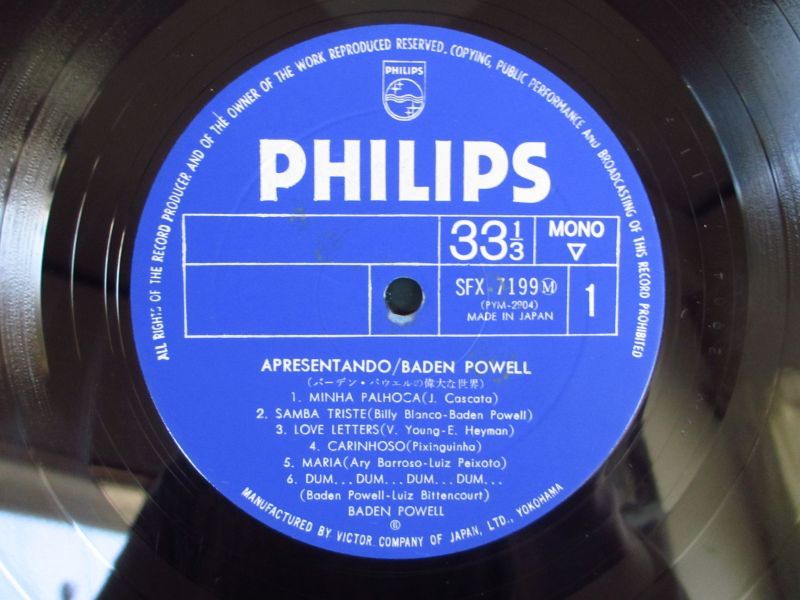 ALL RIGHTS OF THE RECORD PRODUCER AND OF THE OWNER OF THE WORK REPRODUCED RESERVED. COPYING, PUBLIC PERFORMANCE AND BROADCASTING OF THIS RECORD PROHIBITED
PHILIPS
PHILIPS
33 1/3
MONO
▽
SFX-7199Ⓜ
(PYM-2904)
MADE IN JAPAN
1
APRESENTANDO/BADEN POWELL
(バーデン・パウエルの偉大な世界)
1. MINHA PALHOCA(J. Cascata)
2. SAMBA TRISTE(Billy Blanco-Baden Powell)
3. LOVE LETTERS(V. Young-E. Heyman)
4. CARINHOSO(Pixinguinha)
5. MARIA(Ary Barroso-Luiz Peixoto)
6. DUM... DUM... DUM... DUM...
(Baden Powell-Luiz Bittencourt)
BADEN POWELL
⑥
MANUFACTURED BY VICTOR COMPANY OF JAPAN, LTD., YOKOHAMA